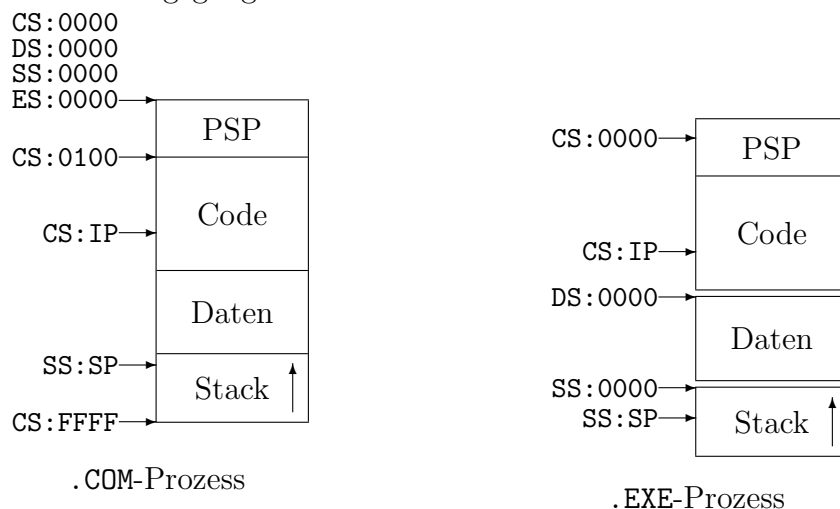 CS:0000
DS:0000
SS:0000
ES:0000
PSP
CS:0100
Code
CS:IP
Daten
SS:SP
Stack
CS:FFFF
.COM-Prozess
CS:0000
PSP
Code
CS:IP
DS:0000
Daten
SS:0000
SS:SP
Stack
.EXE-Prozess